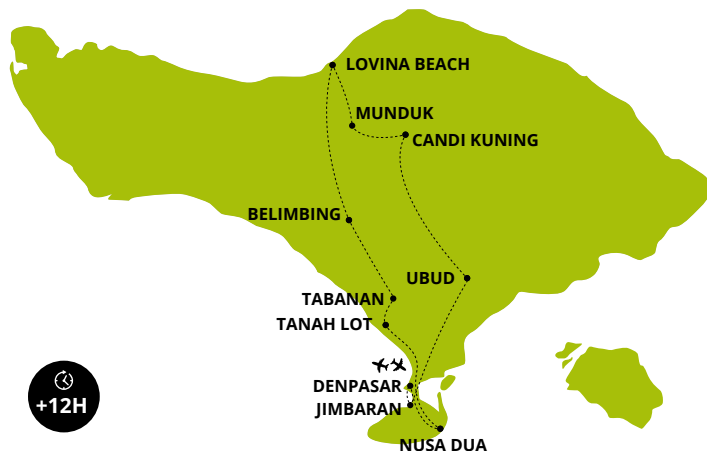 LOVINA BEACH
MUNDUK
CANDI KUNING
BELIMBING
UBUD
TABANAN
TANAH LOT
DENPASAR
JIMBARAN
+12H
NUSA DUA